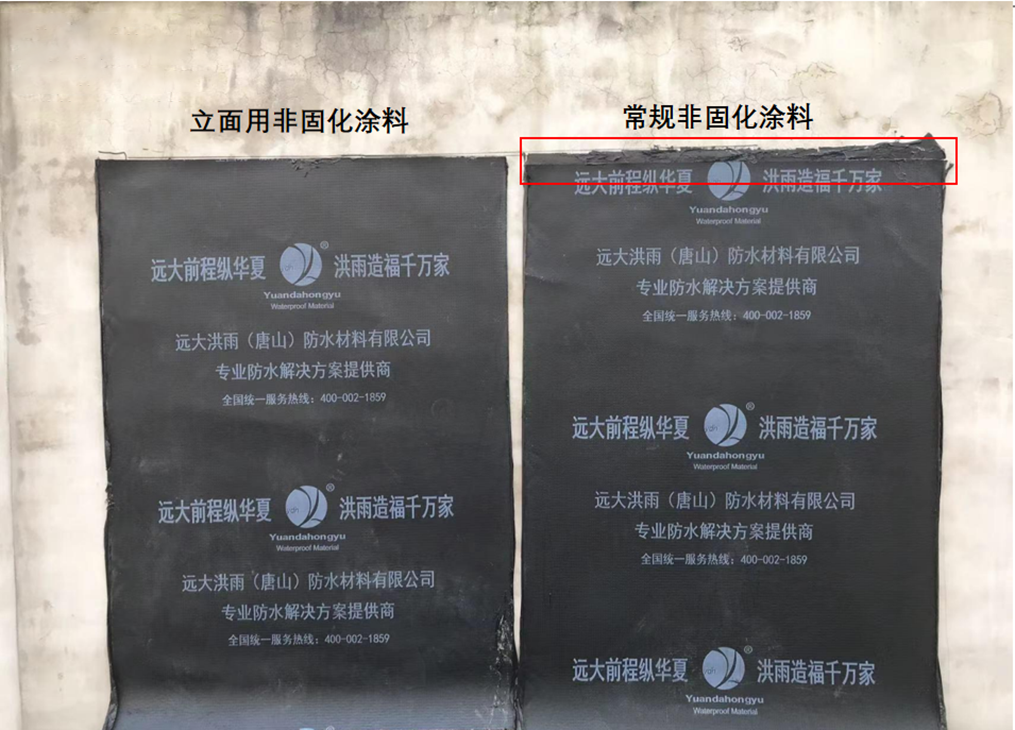 立面用非固化涂料
常规非固化涂料
远大前程纵华夏 ® 洪雨造福千万家
Yuandahongyu
Waterproof Material
远大洪雨（唐山）防水材料有限公司
专业防水解决方案提供商
全国统一服务热线：400-002-1859
远大前程纵华夏 ® 洪雨造福千万家
Yuandahongyu
Waterproof Material
远大洪雨（唐山）防水材料有限公司
专业防水解决方案提供商
全国统一服务热线：400-002-1859
远大前程纵华夏 洪雨造福千万家
Yuandahongyu
Waterproof Material
远大洪雨（唐山）防水材料有限公司
专业防水解决方案提供商
全国统一服务热线：400-002-1859
远大前程纵华夏 ® 洪雨造福千万家
Yuandahongyu
Waterproof Material
远大洪雨（唐山）防水材料有限公司
专业防水解决方案提供商
全国统一服务热线：400-002-1859
远大前程纵华夏 ® 洪雨造福千万家
Yuandahongyu
Waterproof Material